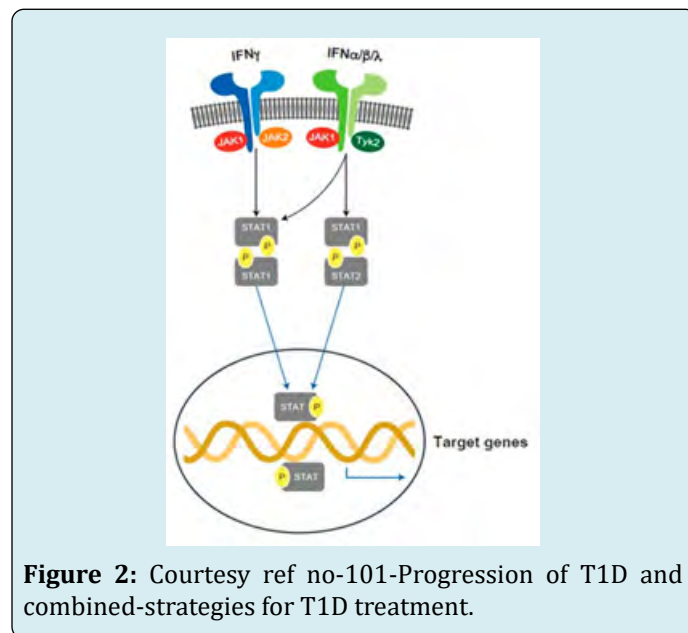 IFNγ IFNα/β/λ
JAK1 JAK2 JAK1 Tyk2
STAT1 STAT1
P P P P
STAT1 STAT2
STAT P
Target genes
P STAT
Figure 2: Courtesy ref no-101-Progression of T1D and
combined-strategies for T1D treatment.